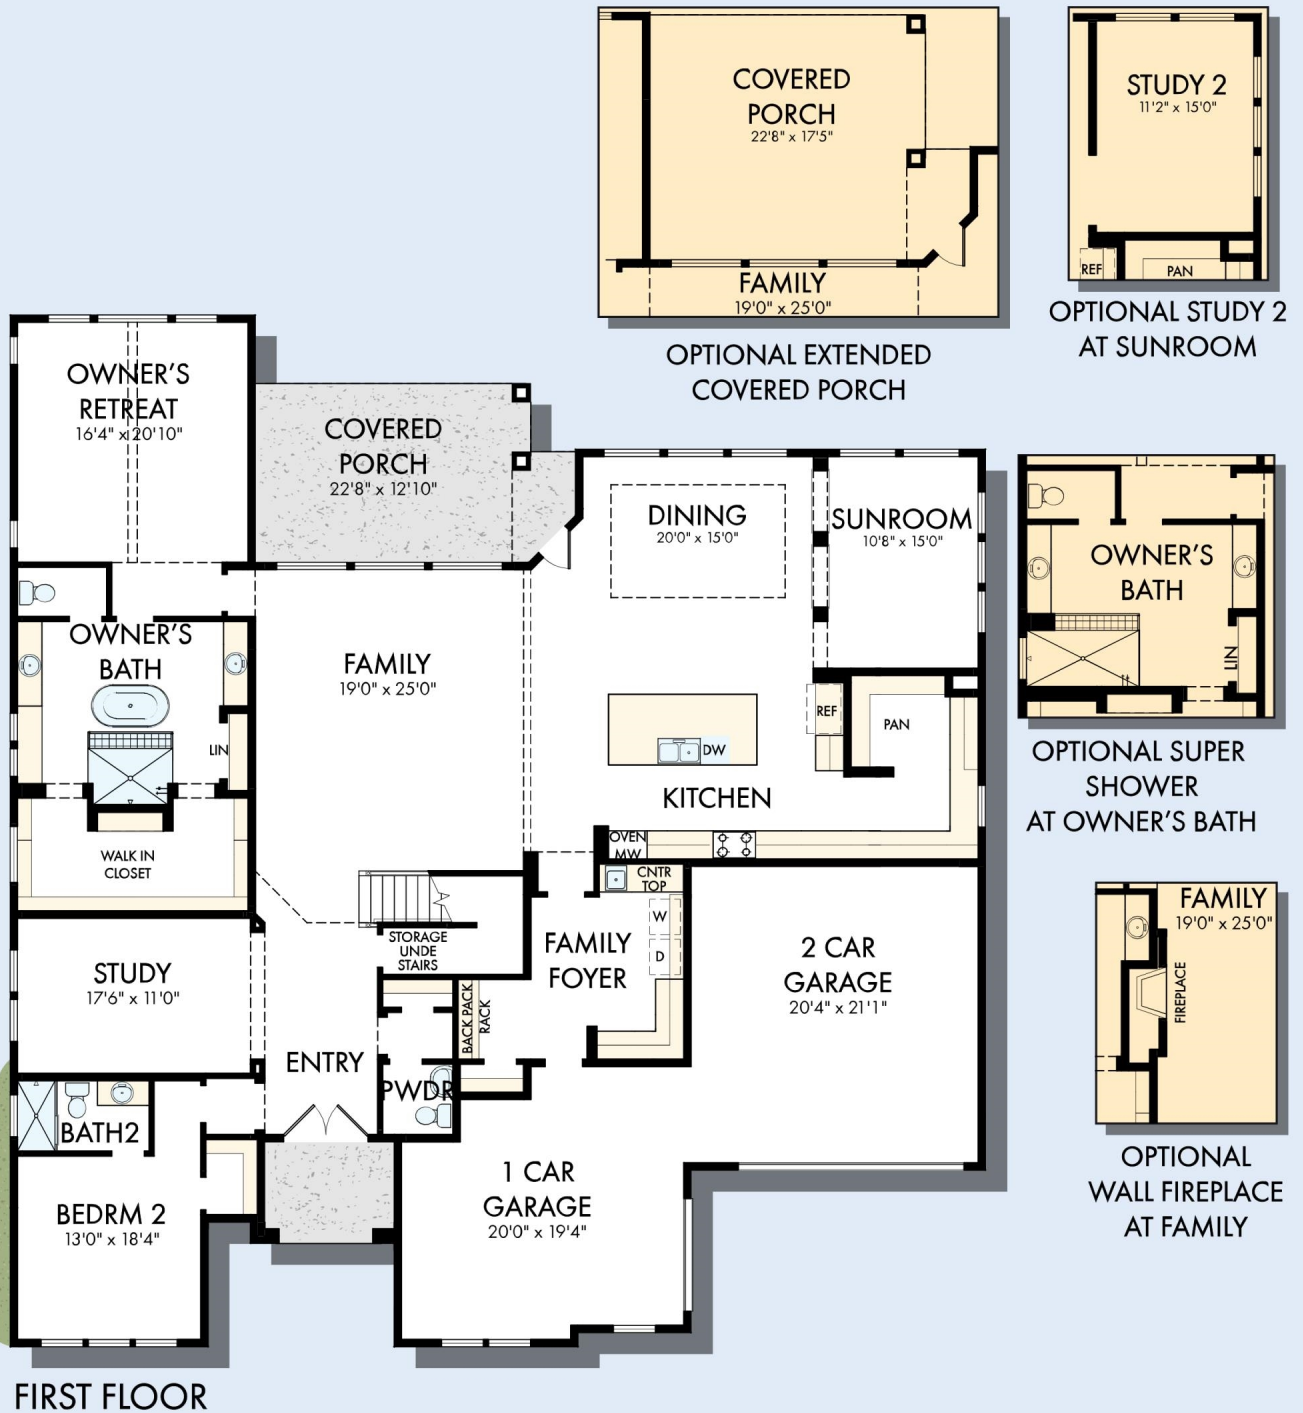 COVERED
PORCH
22'8" x 17'5"
FAMILY
19'0" x 25'0"
OPTIONAL EXTENDED
COVERED PORCH
STUDY 2
11'2" x 15'0"
REF
PAN
OPTIONAL STUDY 2
AT SUNROOM
OWNER'S
RETREAT
16'4" x 20'10"
COVERED
PORCH
22'8" x 12'10"
DINING
20'0" x 15'0"
SUNROOM
10'8" x 15'0"
OWNER'S
BATH
LIN
OPTIONAL SUPER
SHOWER
AT OWNER'S BATH
OWNER'S
BATH
LIN
FAMILY
19'0" x 25'0"
REF
PAN
DW
KITCHEN
OVEN
MW
WALK IN
CLOSET
CNTR
TOP
W
D
STORAGE
UNDE
STAIRS
FAMILY
FOYER
BACK PACK
RACK
2 CAR
GARAGE
20'4" x 21'1"
FAMILY
19'0" x 25'0"
FIREPLACE
OPTIONAL
WALL FIREPLACE
AT FAMILY
STUDY
17'6" x 11'0"
ENTRY
PWDR
BATH2
BEDRM 2
13'0" x 18'4"
1 CAR
GARAGE
20'0" x 19'4"
FIRST FLOOR